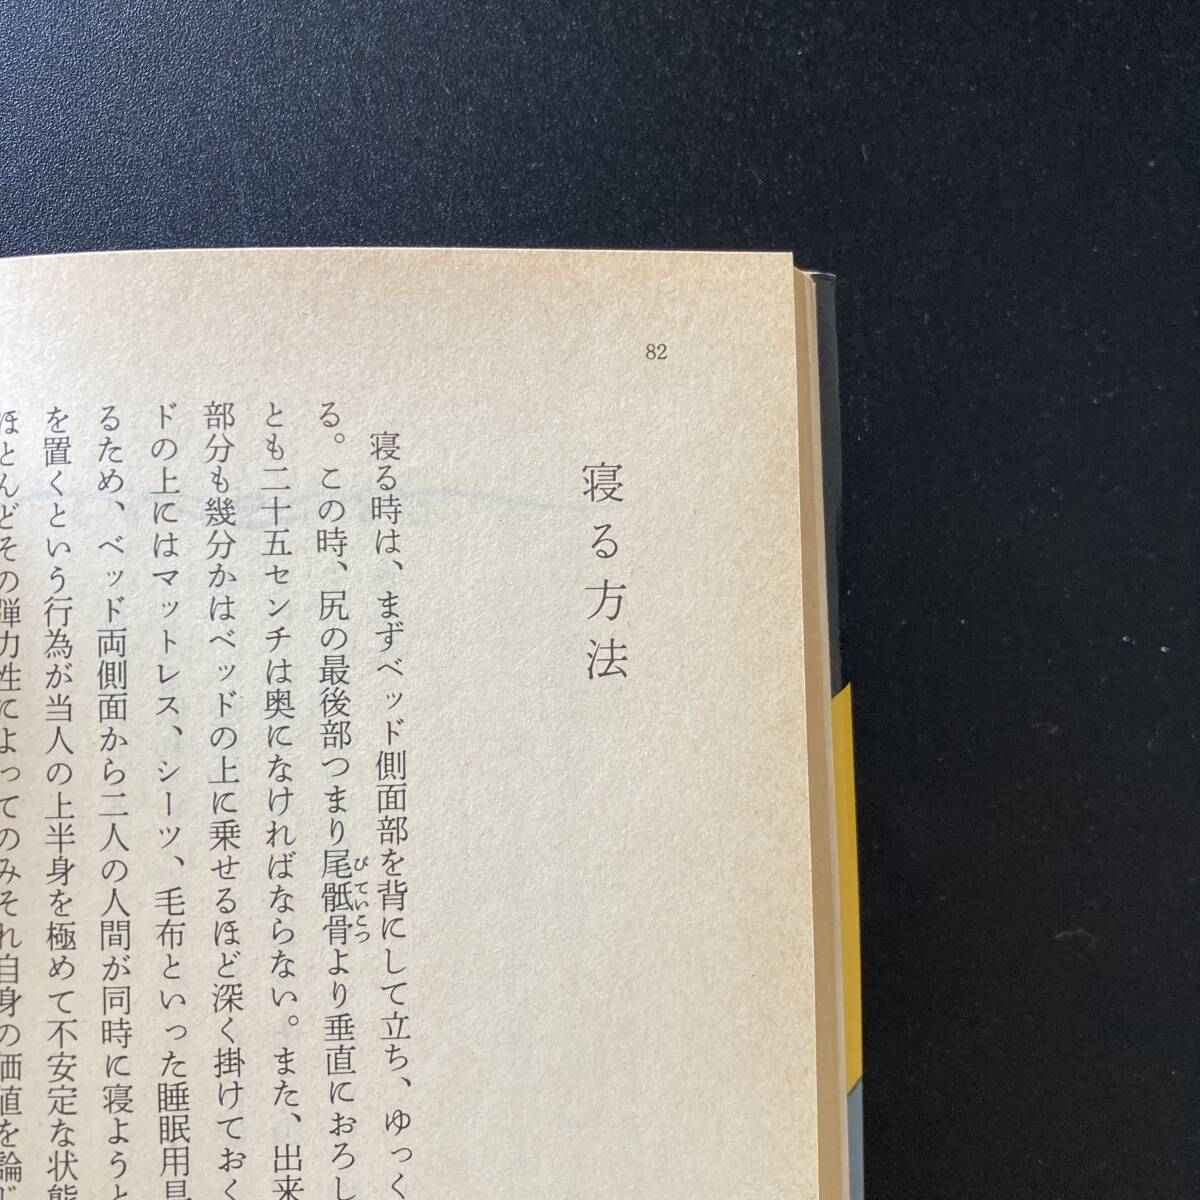 82
寝る方法
寝る時は、まずベッド側面部を背にして立ち、ゆっく
る。この時、尻の最後部つまり尾骶骨より垂直におろし
びていこつ
とも二十五センチは奥になければならない。また、出来
部分も幾分かはベッドの上に乗せるほど深く掛けておく
ドの上にはマットレス、シーツ、毛布といった睡眠用具
るため、ベッド両側面から二人の人間が同時に寝ようと
を置くという行為が当人の上半身を極めて不安定な状態
ほとんどその弾力性によってのみそれ自身の価値を論じ